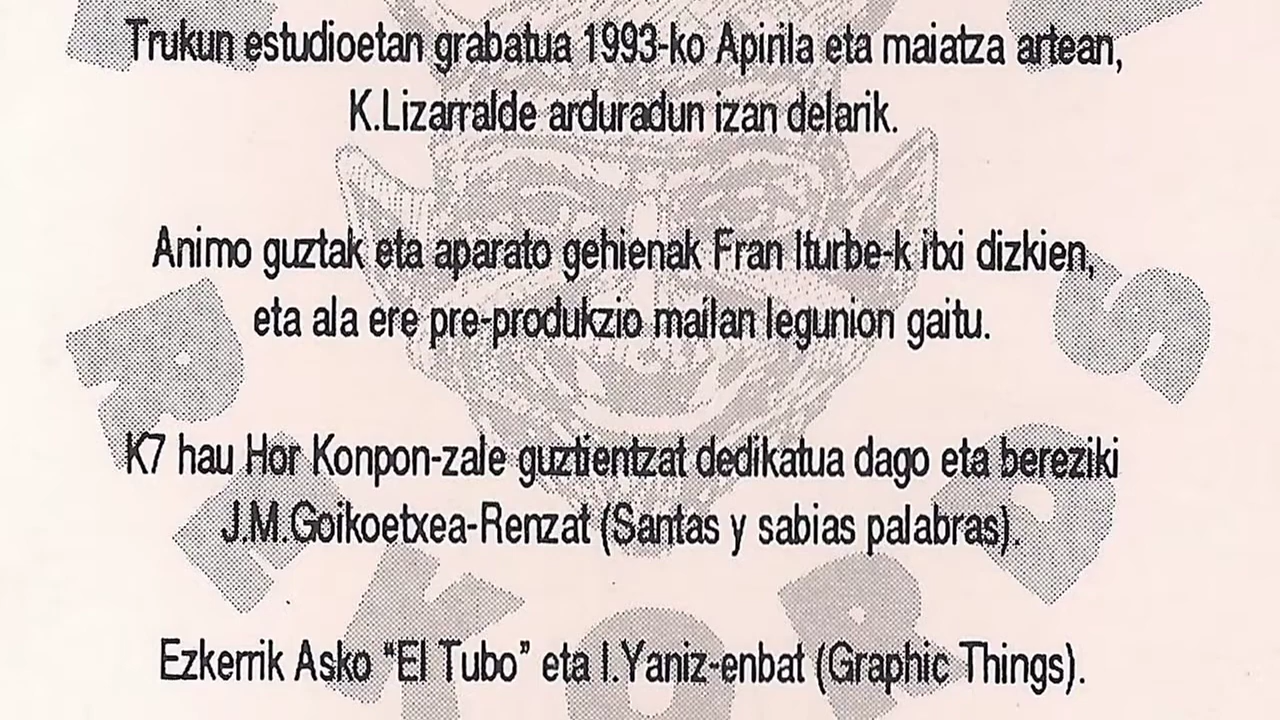 Trukun estudioetan grabatua 1993-ko Apirila eta maiatza artean,
K.Lizarralde arduradun izan delarik.
Animo guztak eta aparato gehienak Fran Iturbe-k itxi dizkien,
eta ala ere pre-produkzio mailan legunion gaitu.
K7 hau Hor Konpon-zale guztientzat dedikatua dago eta bereziki
J.M.Goikoetxea-Renzat (Santas y sabias palabras).
Ezkerrik Asko “El Tubo” eta I.Yaniz-enbat (Graphic Things).